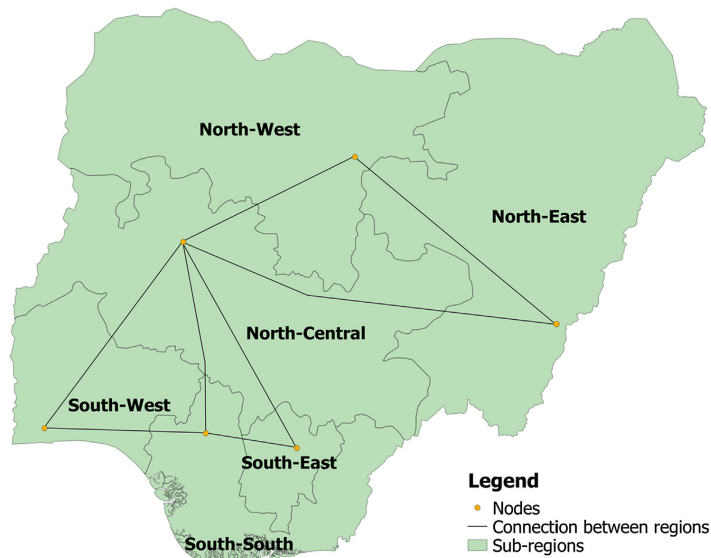 North-West
North-East
North-Central
South-West
South-East
South-South
Legend
Nodes
Connection between regions
Sub-regions